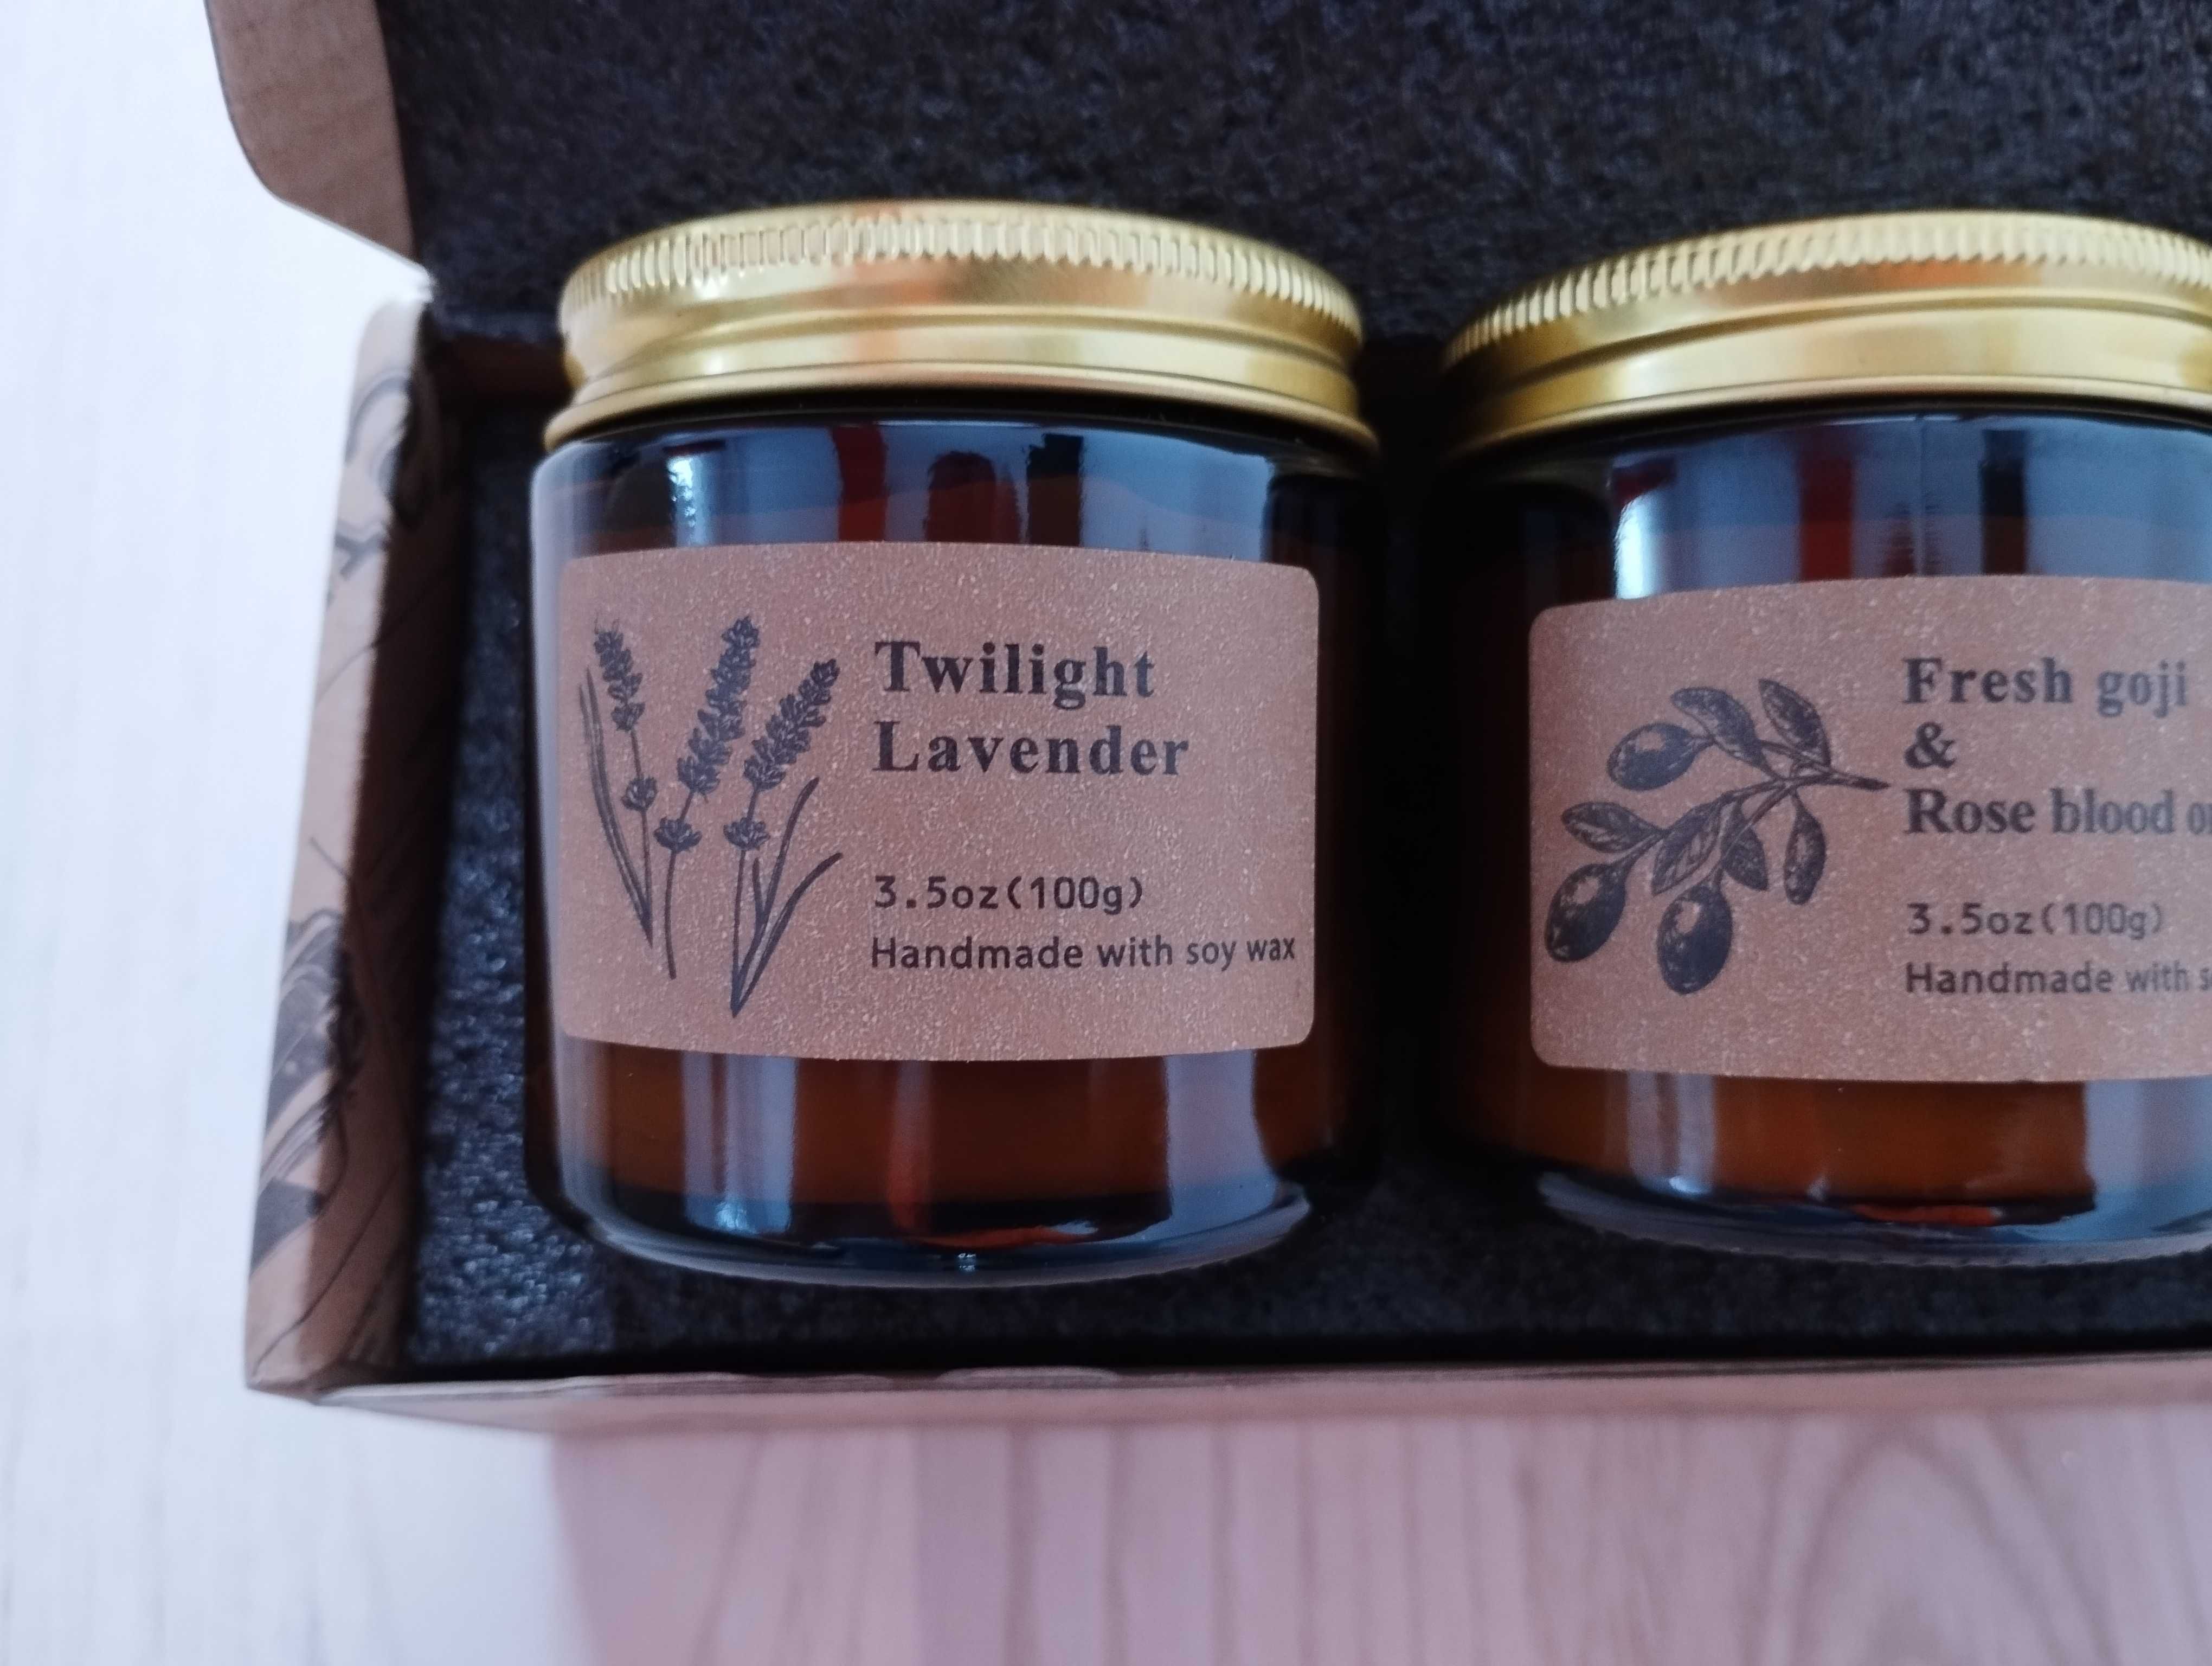 Twilight
Lavender
3.5oz(100g)
Handmade with soy wax
Fresh goji
&
Rose blood
3.5oz(100g)
Handmade with